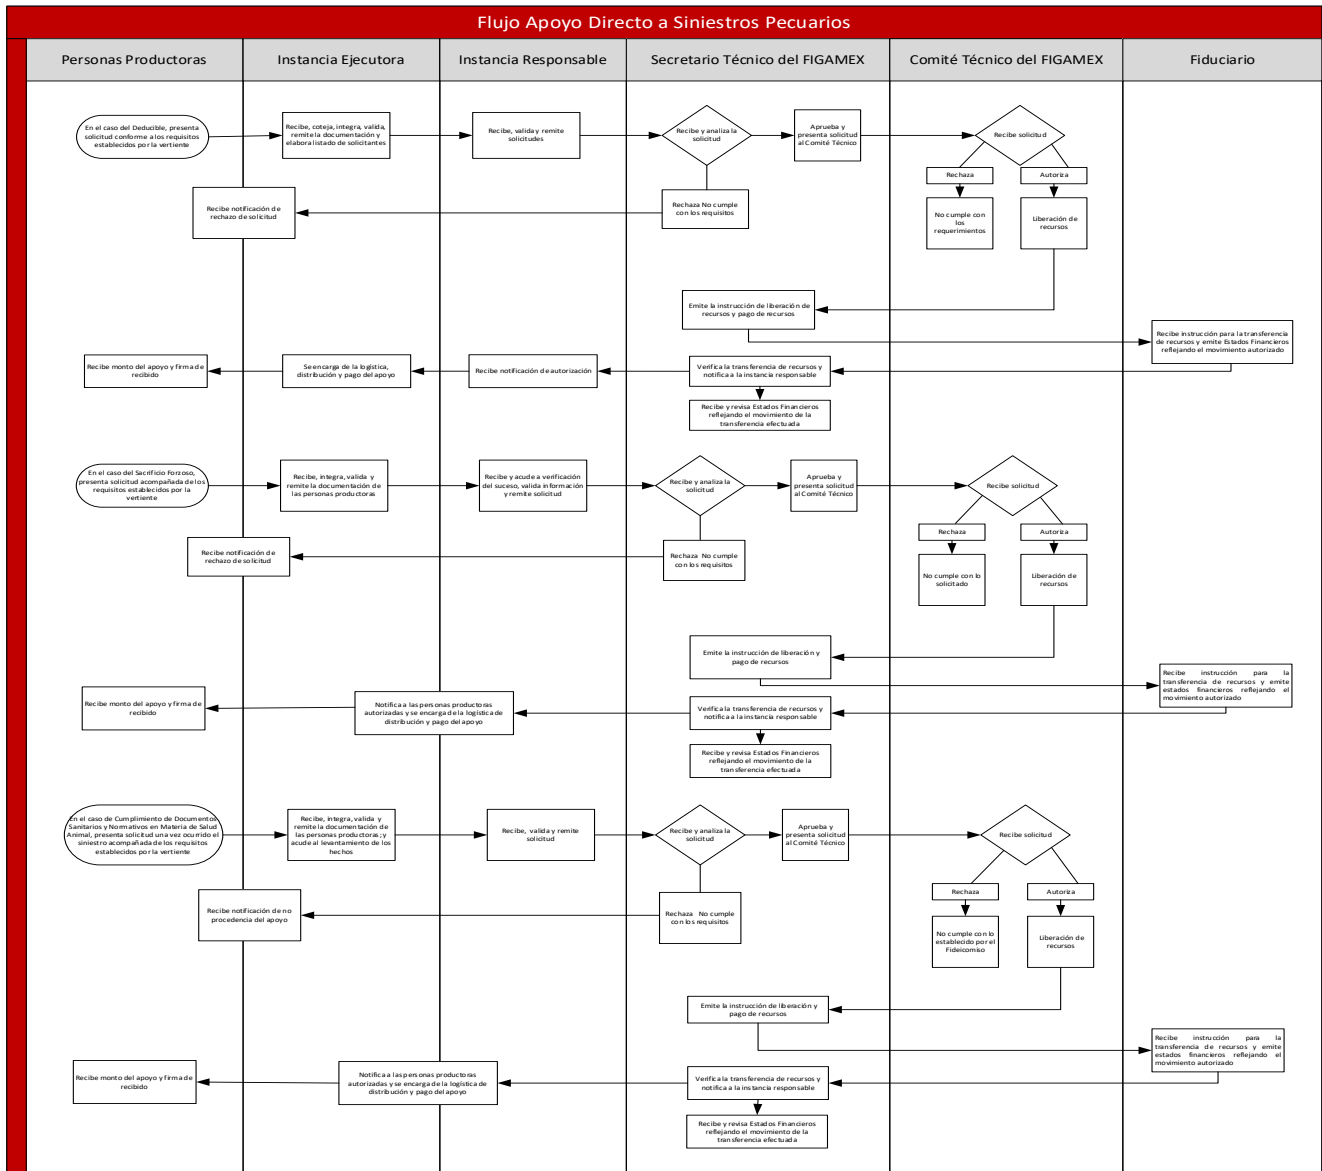 Flujo Apoyo Directo a Siniestros Pecuarios
Personas Productoras
Instancia Ejecutora
Instancia Responsable
Secretario Técnico del FIGAMEX
Comité Técnico del FIGAMEX
Fiduciario
En el caso del Deducible, presenta
solicitud conforme a los requisitos
establecidos por la vertiente
Recibe, coteja, integra, valida,
remite la documentación y
elabora listado de solicitantes
Recibe, valida y remite
solicitudes
Recibe y analiza la
solicitud
Aprueba y
presenta solicitud
al Comité Técnico
Recibe solicitud
Rechaza
Autoriza
Recibe notificación de
rechazo de solicitud
Rechaza No cumple
con los requisitos
No cumple con
los
requerimientos
Liberación de
recursos
Emite la instrucción de liberación de
recursos y pago de recursos
Recibe instrucción para la transferencia
de recursos y emite Estados Financieros
reflejando el movimiento autorizado
Recibe monto del apoyo y firma de
recibido
Se encarga de la logística,
distribución y pago del apoyo
Recibe notificación de autorización
Verifica la transferencia de recursos y
notifica a la instancia responsable
Recibe y revisa Estados Financieros
reflejando el movimiento de la
transferencia efectuada
En el caso del Sacrificio Forzoso,
presenta solicitud acompañada de los
requisitos establecidos por la
vertiente
Recibe, integra, valida y
remite la documentación de
las personas productoras
Recibe y acude a verificación
del suceso, valida información
y remite solicitud
Recibe y analiza la
solicitud
Aprueba y
presenta solicitud
al Comité Técnico
Recibe solicitud
Rechaza
Autoriza
Recibe notificación de
rechazo de solicitud
Rechaza No cumple
con los requisitos
No cumple con lo
solicitado
Liberación de
recursos
Emite la instrucción de liberación y
pago de recursos
Recibe instrucción para la
transferencia de recursos y emite
estados financieros reflejando el
movimiento autorizado
Recibe monto del apoyo y firma de
recibido
Notifica a las personas productoras
autorizadas y se encarga de la logística de
distribución y pago del apoyo
Verifica la transferencia de recursos y
notifica a la instancia responsable
Recibe y revisa Estados Financieros
reflejando el movimiento de la
transferencia efectuada
En el caso de Cumplimiento de Documentos
Sanitarios y Normativos en Materia de Salud
Animal, presenta solicitud una vez ocurrido el
siniestro acompañada de los requisitos
establecidos por la vertiente
Recibe, integra, valida y
remite la documentación de
las personas productoras; y
acude al levantamiento de los
hechos
Recibe, valida y remite
solicitud
Recibe y analiza la
solicitud
Aprueba y
presenta solicitud
al Comité Técnico
Recibe solicitud
Rechaza
Autoriza
Recibe notificación de no
procedencia del apoyo
Rechaza No cumple
con los requisitos
No cumple con lo
establecido por el
Fideicomiso
Liberación de
recursos
Emite la instrucción de liberación y
pago de recursos
Recibe instrucción para la
transferencia de recursos y emite
estados financieros reflejando el
movimiento autorizado
Recibe monto del apoyo y firma de
recibido
Notifica a las personas productoras
autorizadas y se encarga de la logística de
distribución y pago del apoyo
Verifica la transferencia de recursos y
notifica a la instancia responsable
Recibe y revisa Estados Financieros
reflejando el movimiento de la
transferencia efectuada